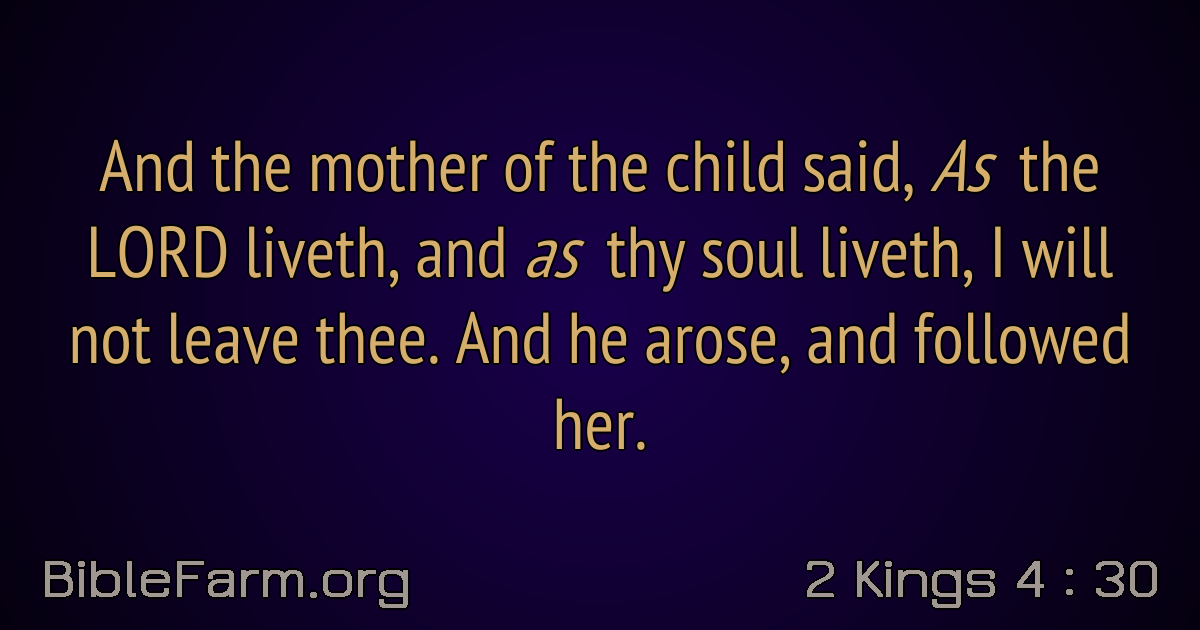 And the mother of the child said, As the
LORD liveth, and as thy soul liveth, I will
not leave thee. And he arose, and followed
her.
BibleFarm.org
2 Kings 4 : 30